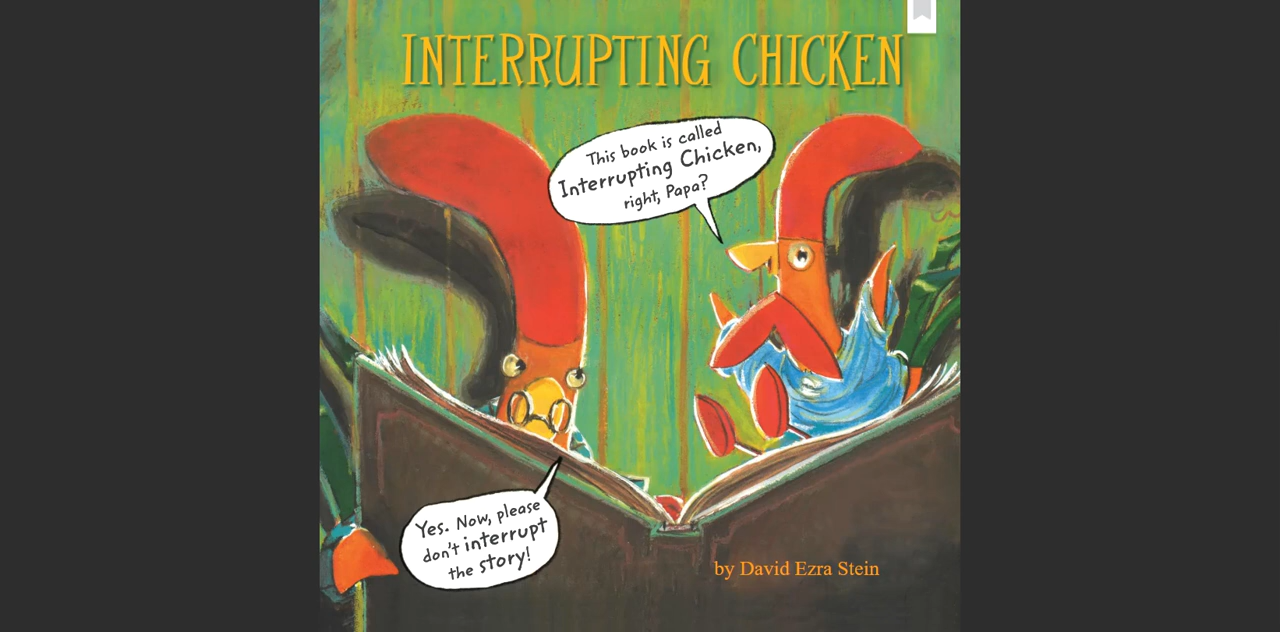 INTERRUPTING CHICKEN
This book is called
Interrupting Chicken,
right, Papa?
Yes. Now, please
don't interrupt
the story!
by David Ezra Stein